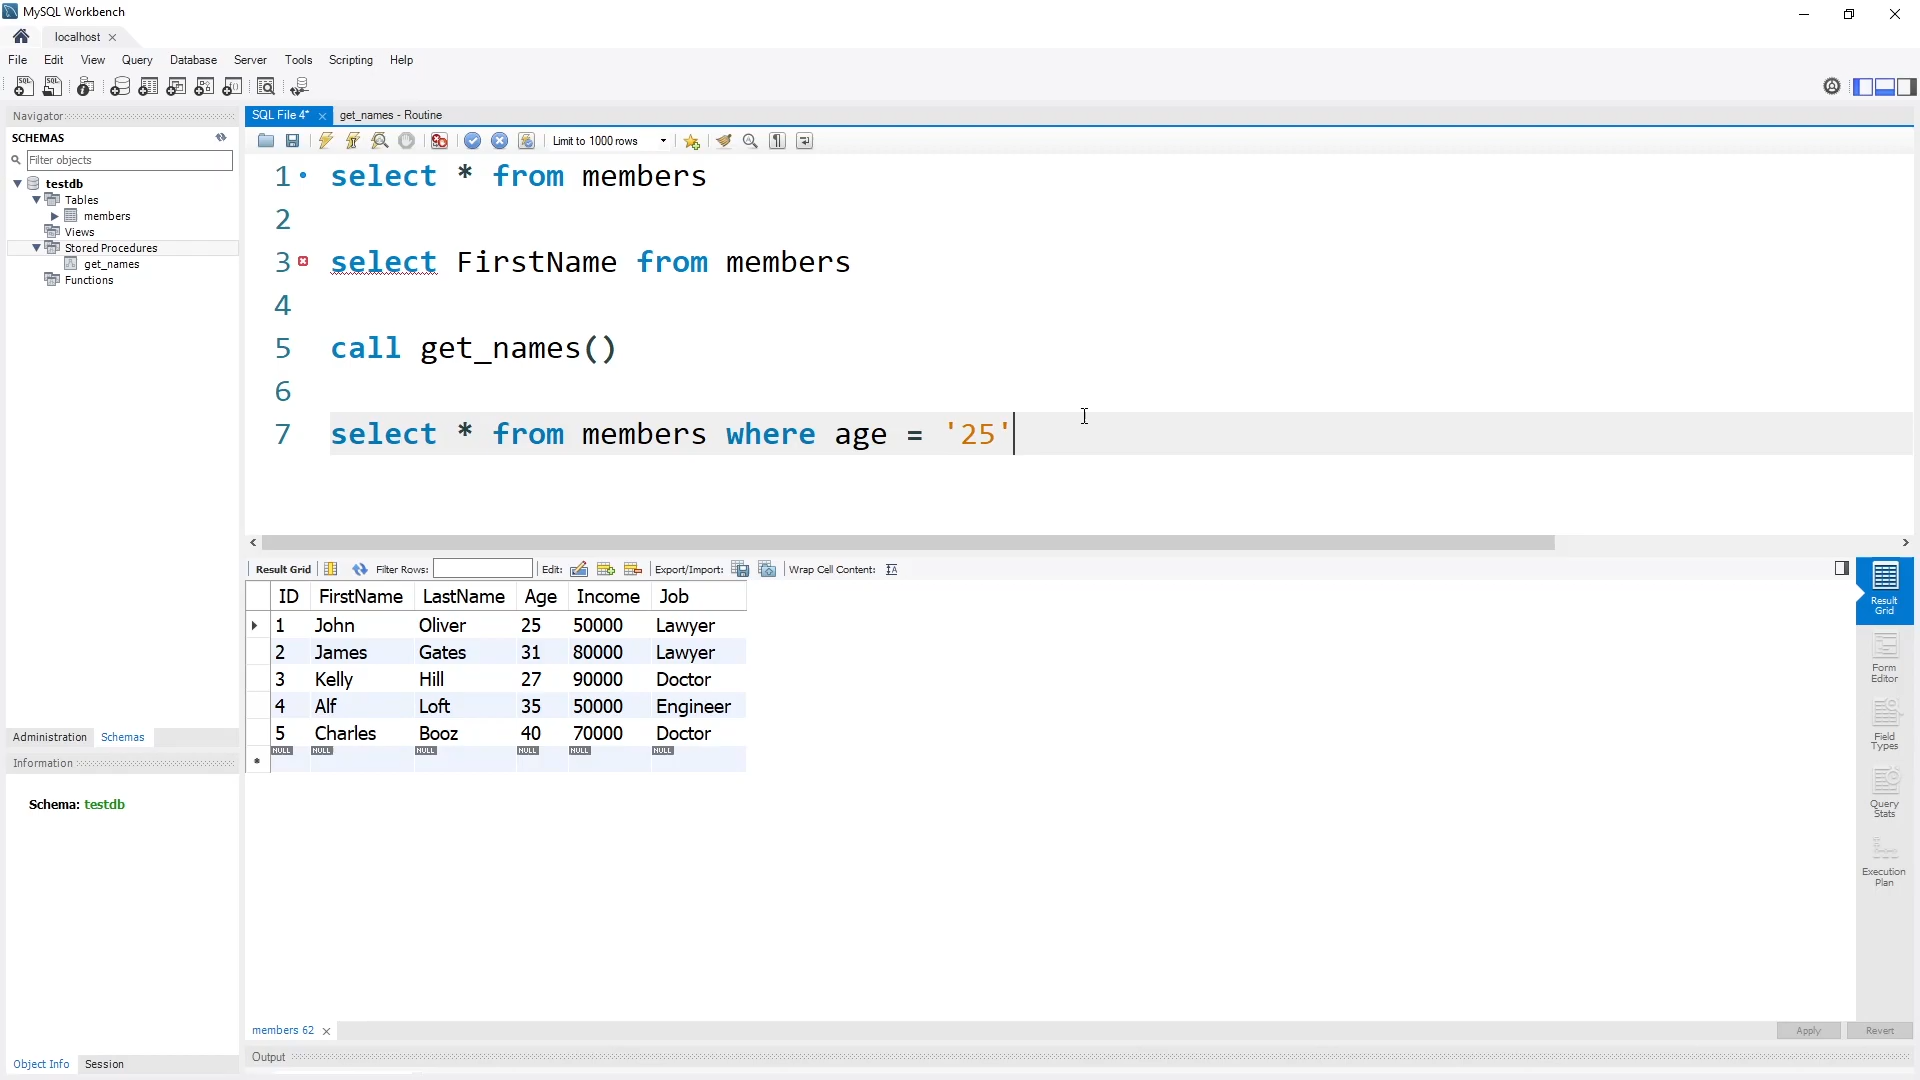 MySQL Workbench
localhost
File Edit View Query Database Server Tools Scripting Help
Navigator
SCHEMAS
Filter objects
testdb
Tables
members
Views
Stored Procedures
get_names
Functions
Administration Schemas
Information
Schema: testdb
Object Info Session
SQL File 4* get_names - Routine
Limit to 1000 rows
1 select * from members
2
3 select FirstName from members
4
5 call get_names()
6
7 select * from members where age = '25'
Result Grid Filter Rows: Edit: Export/Import: Wrap Cell Content:
ID FirstName LastName Age Income Job
1 John Oliver 25 50000 Lawyer
2 James Gates 31 80000 Lawyer
3 Kelly Hill 27 90000 Doctor
4 Alf Loft 35 50000 Engineer
5 Charles Booz 40 70000 Doctor
NULL NULL NULL NULL NULL NULL
Result
Grid
Form
Editor
Field
Types
Query
Stats
Execution
Plan
members 62
Apply Revert
Output